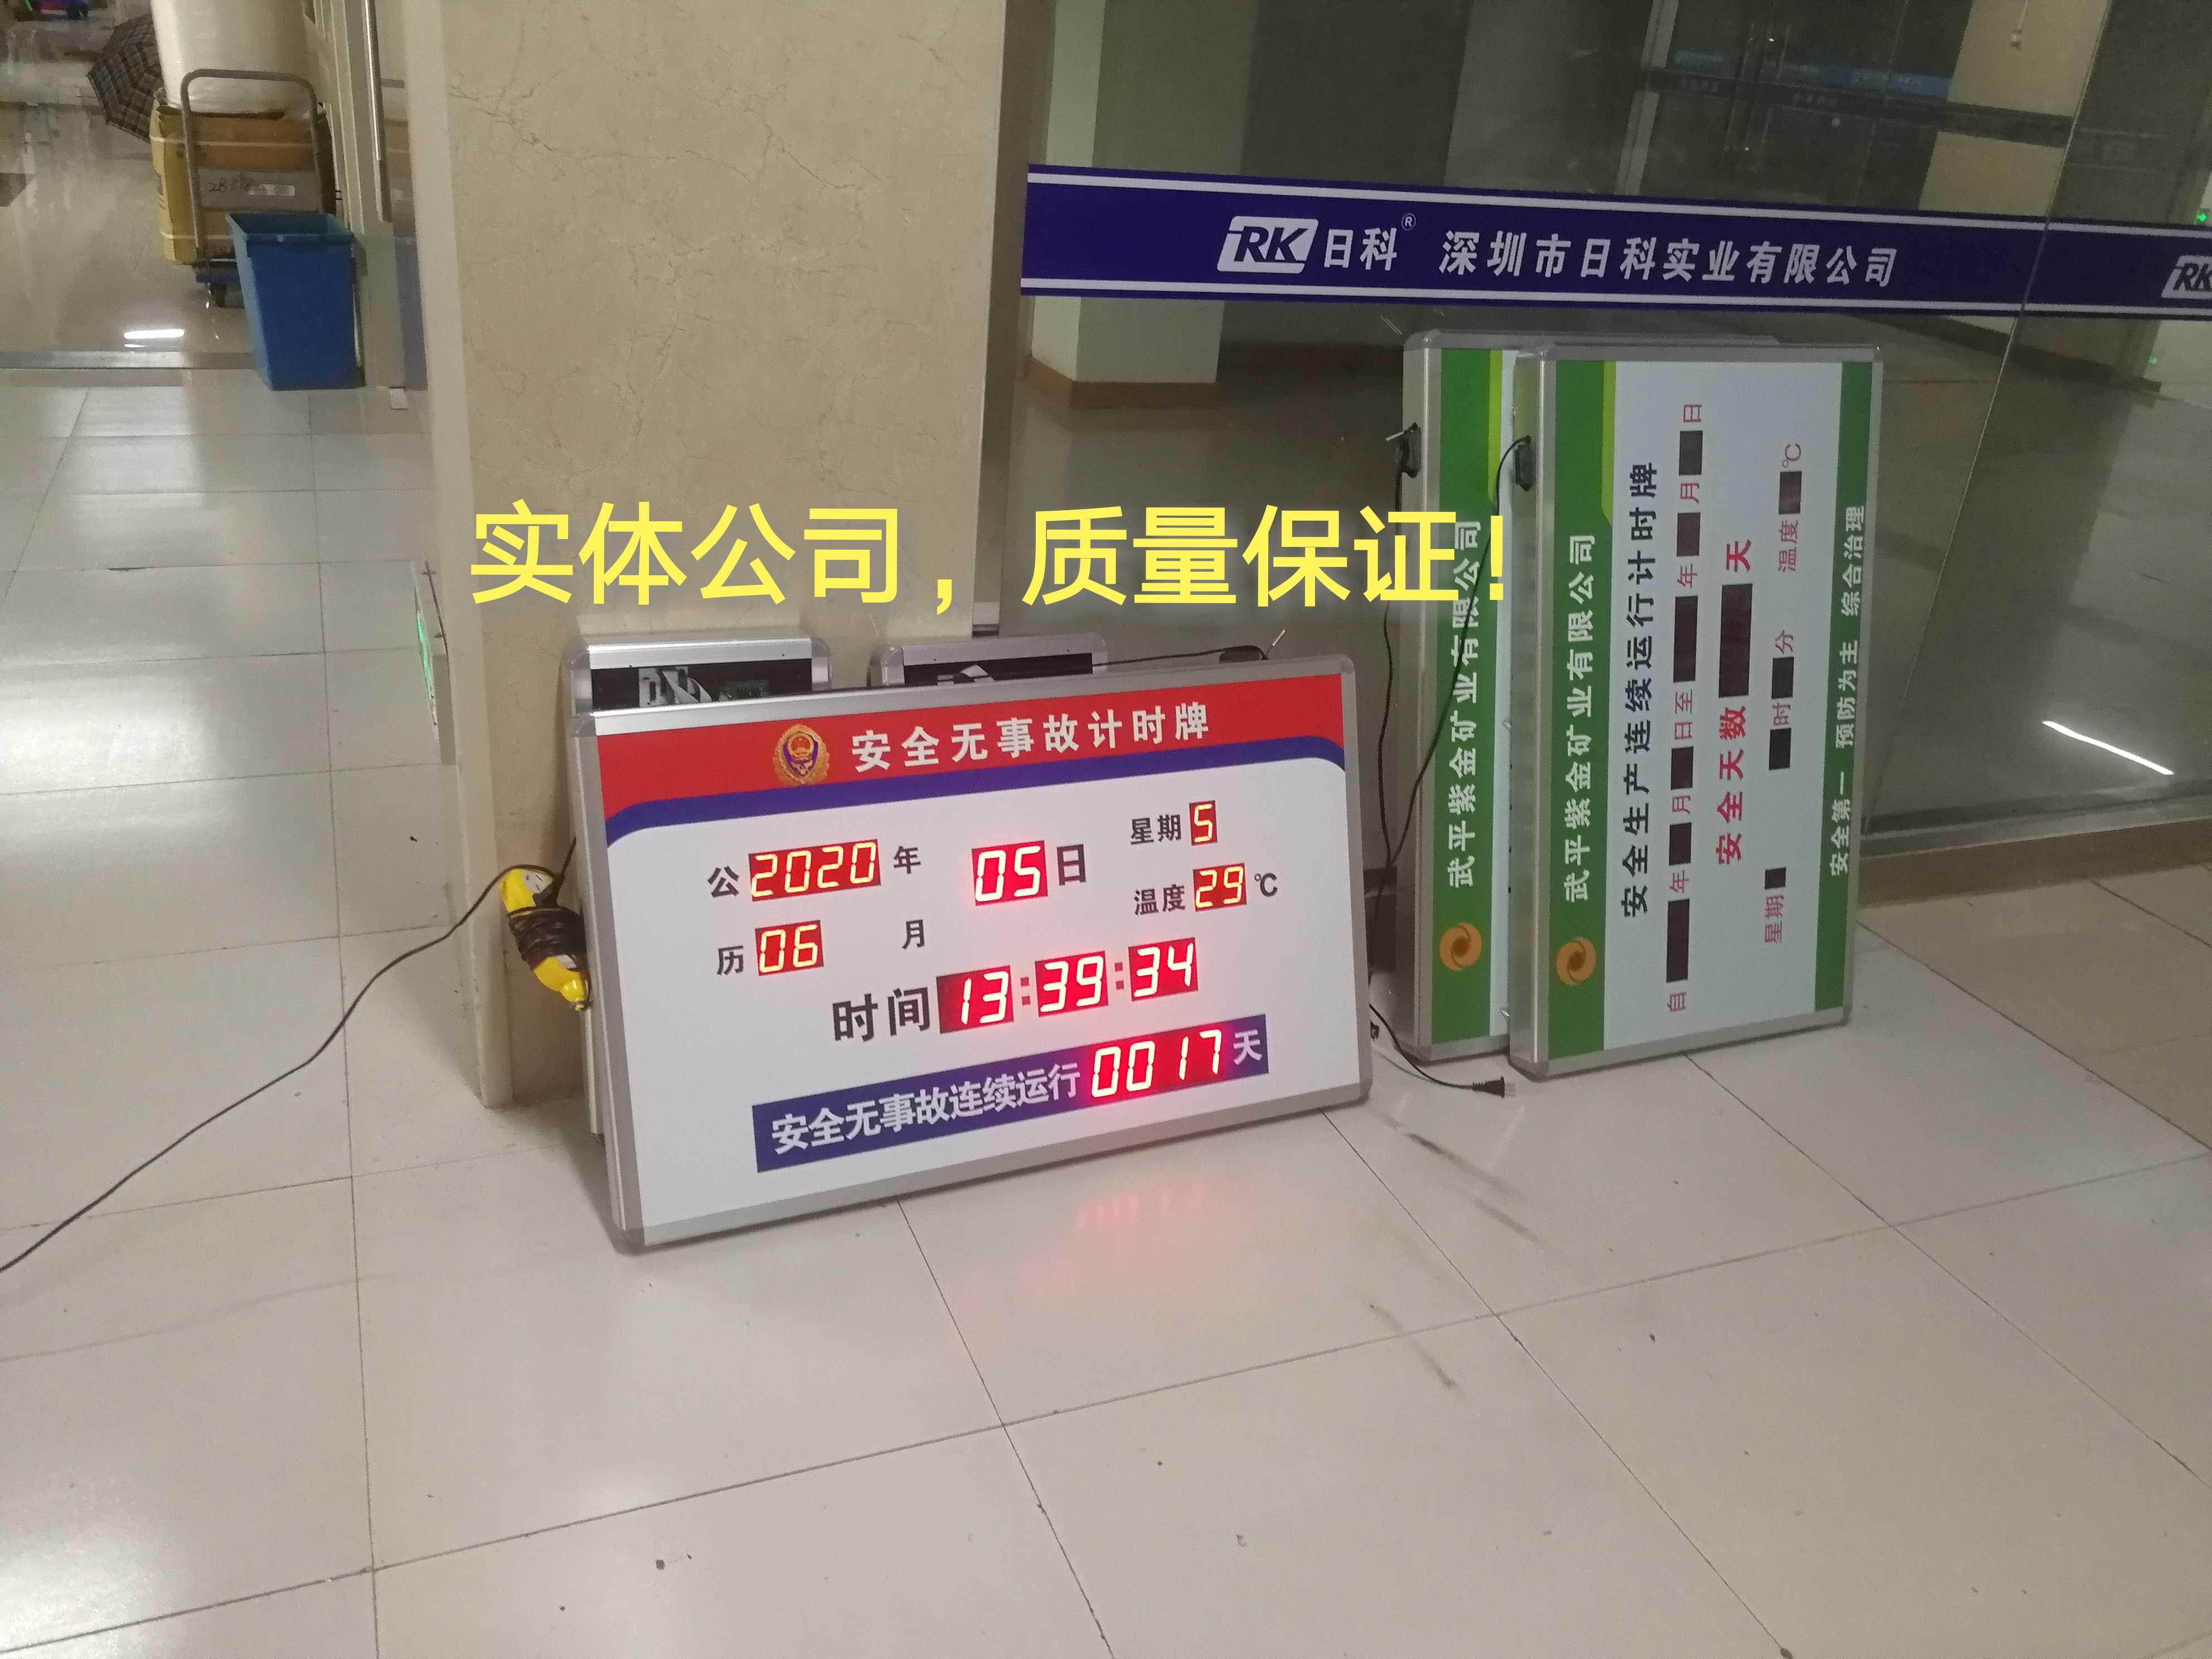 RK日科® 深圳市日科实业有限公司
RK
实体公司，质量保证！
安全无事故计时牌
公 2020 年 05 日 星期 5
历 06 月 温度 29 ℃
时间 13:39:34
安全无事故连续运行 0017 天
武平紫金矿业有限公司
武平紫金矿业有限公司
安全生产连续运行计时牌
自 年 月 日至 年 月 日
安全天数 天
星期 时 分 温度 ℃
安全第一 预防为主 综合治理